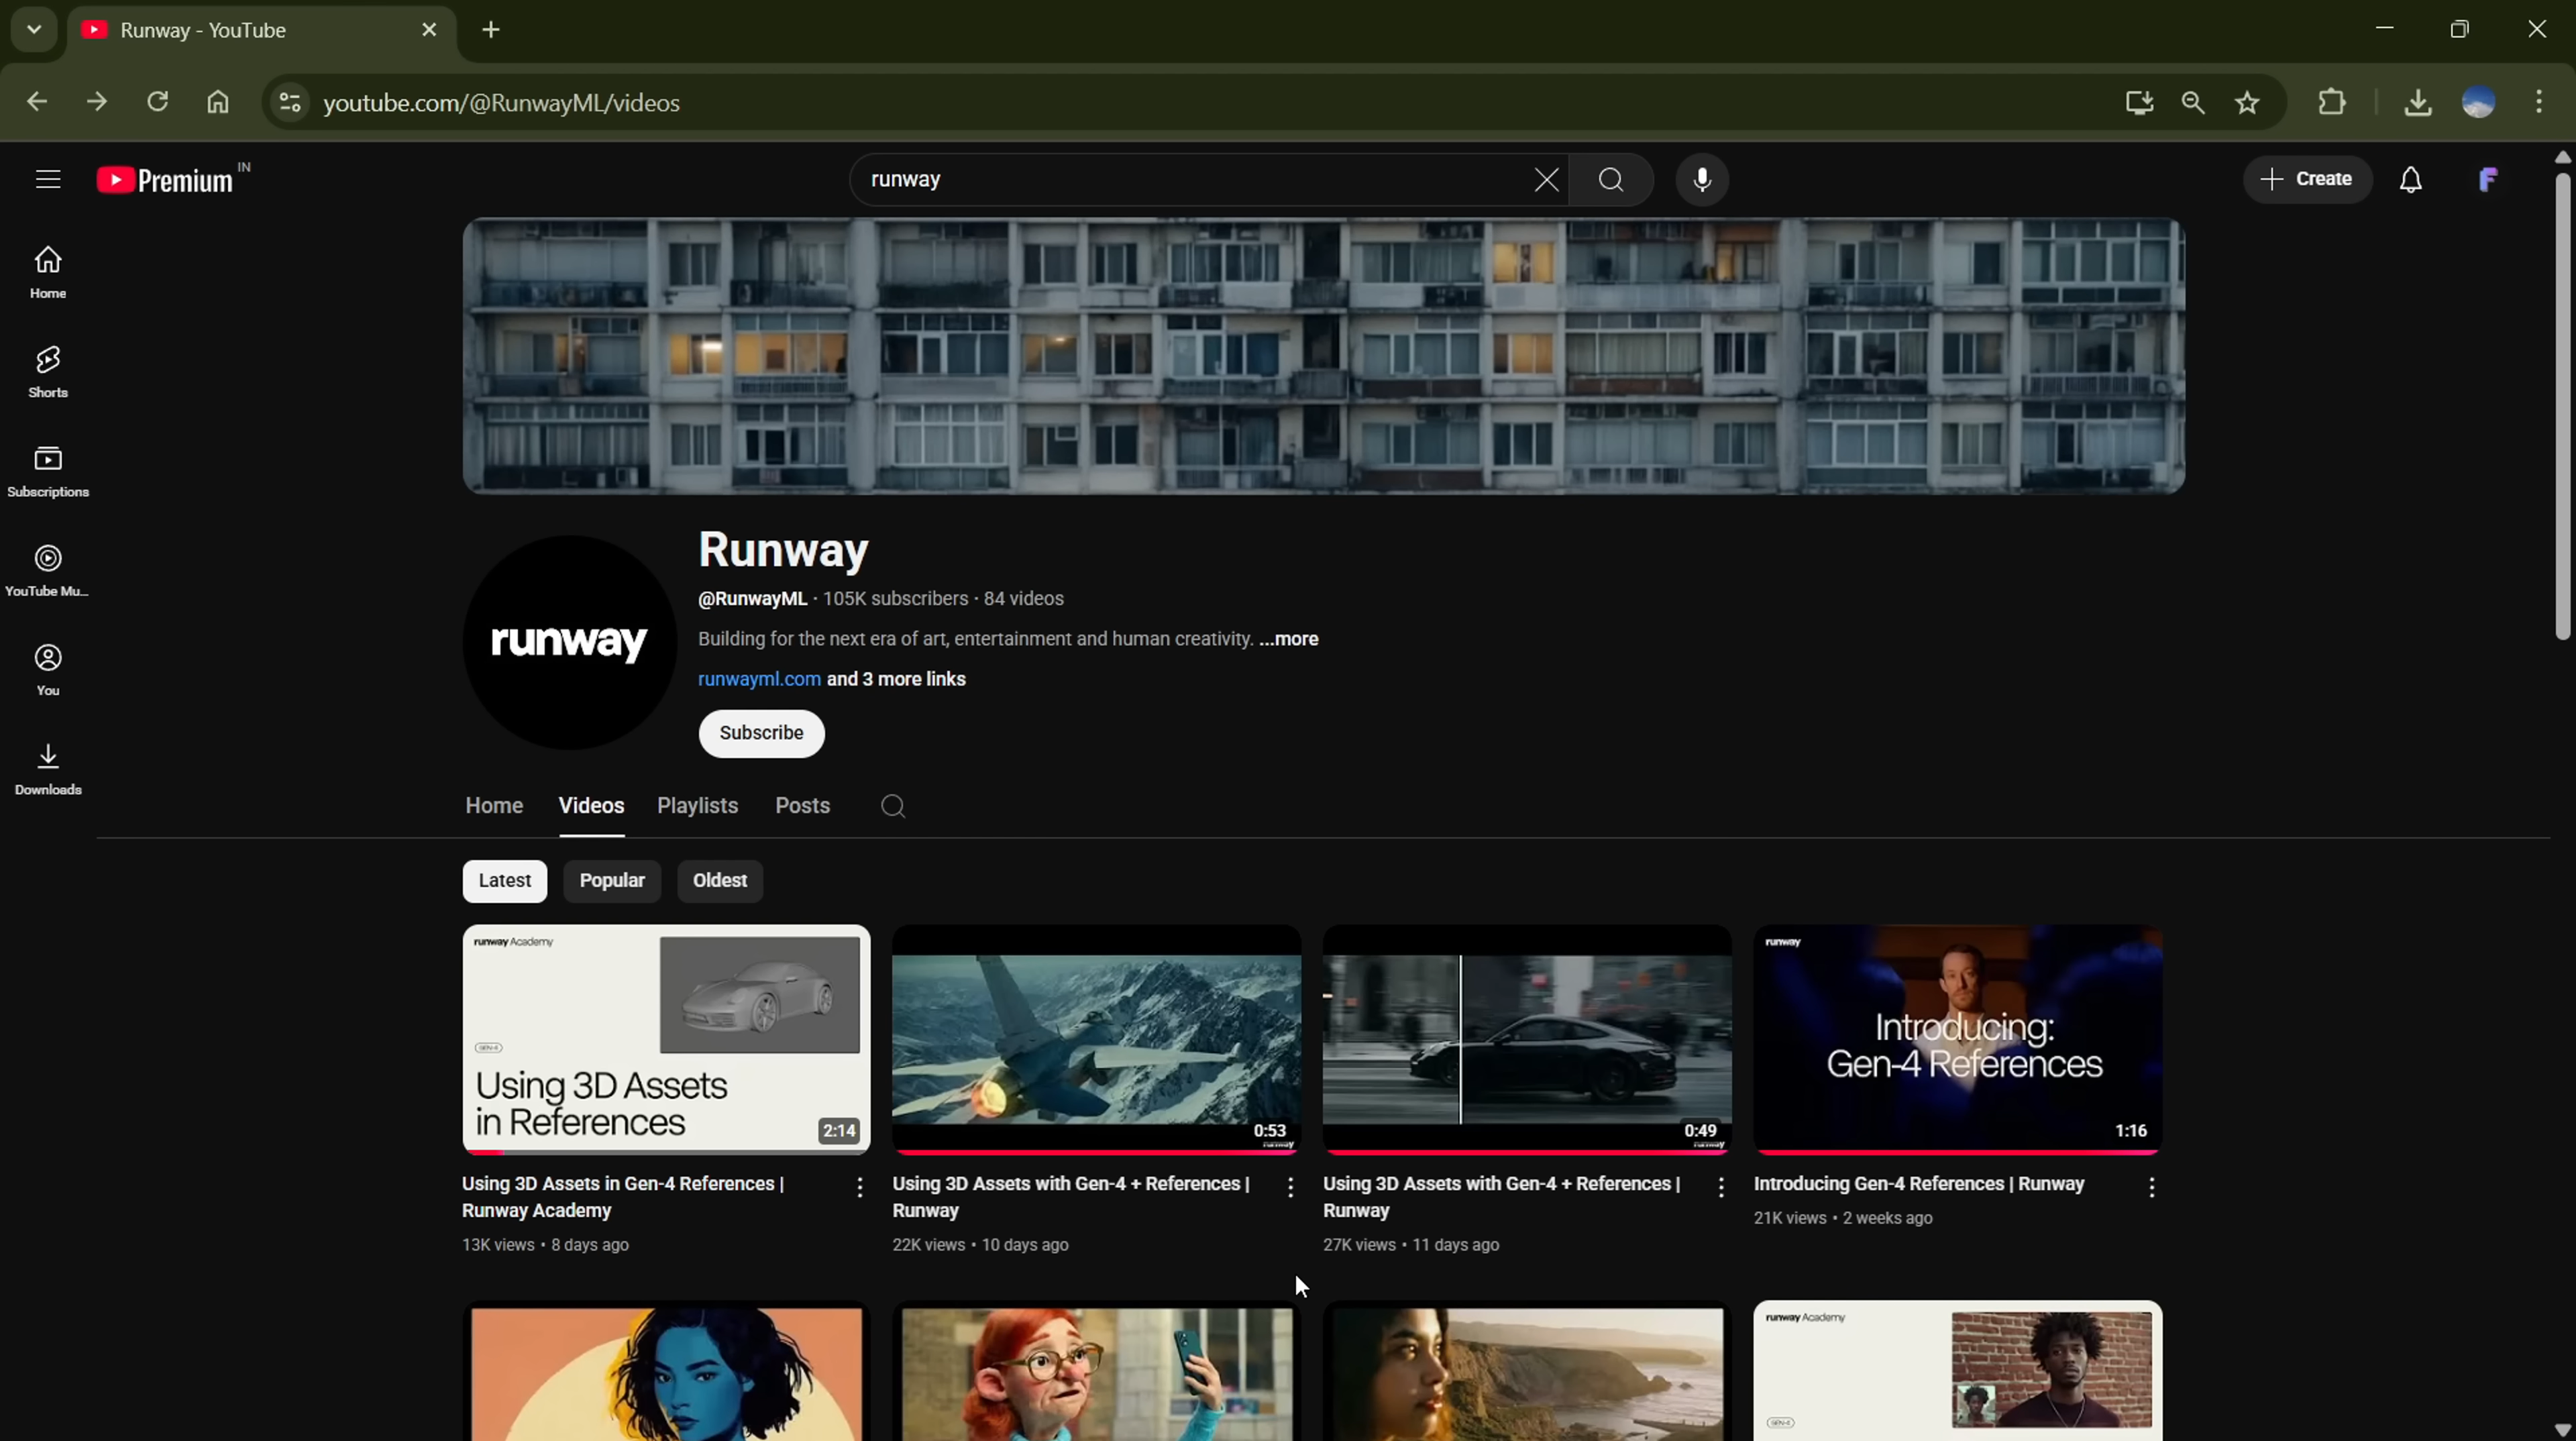 Runway - YouTube
youtube.com/@RunwayML/videos
Premium IN
runway
Create
F
Home
Shorts
Subscriptions
YouTube Mu...
You
Downloads
runway
Runway
@RunwayML · 105K subscribers · 84 videos
Building for the next era of art, entertainment and human creativity. ...more
runwayml.com and 3 more links
Subscribe
Home Videos Playlists Posts
Latest Popular Oldest
runway Academy
GEN-4
Using 3D Assets
in References
2:14
Using 3D Assets in Gen-4 References |
Runway Academy
13K views • 8 days ago
0:53
runway
Using 3D Assets with Gen-4 + References |
Runway
22K views • 10 days ago
0:49
runway
Using 3D Assets with Gen-4 + References |
Runway
27K views • 11 days ago
runway
Introducing:
Gen-4 References
1:16
Introducing Gen-4 References | Runway
21K views • 2 weeks ago
runway Academy
GEN-4